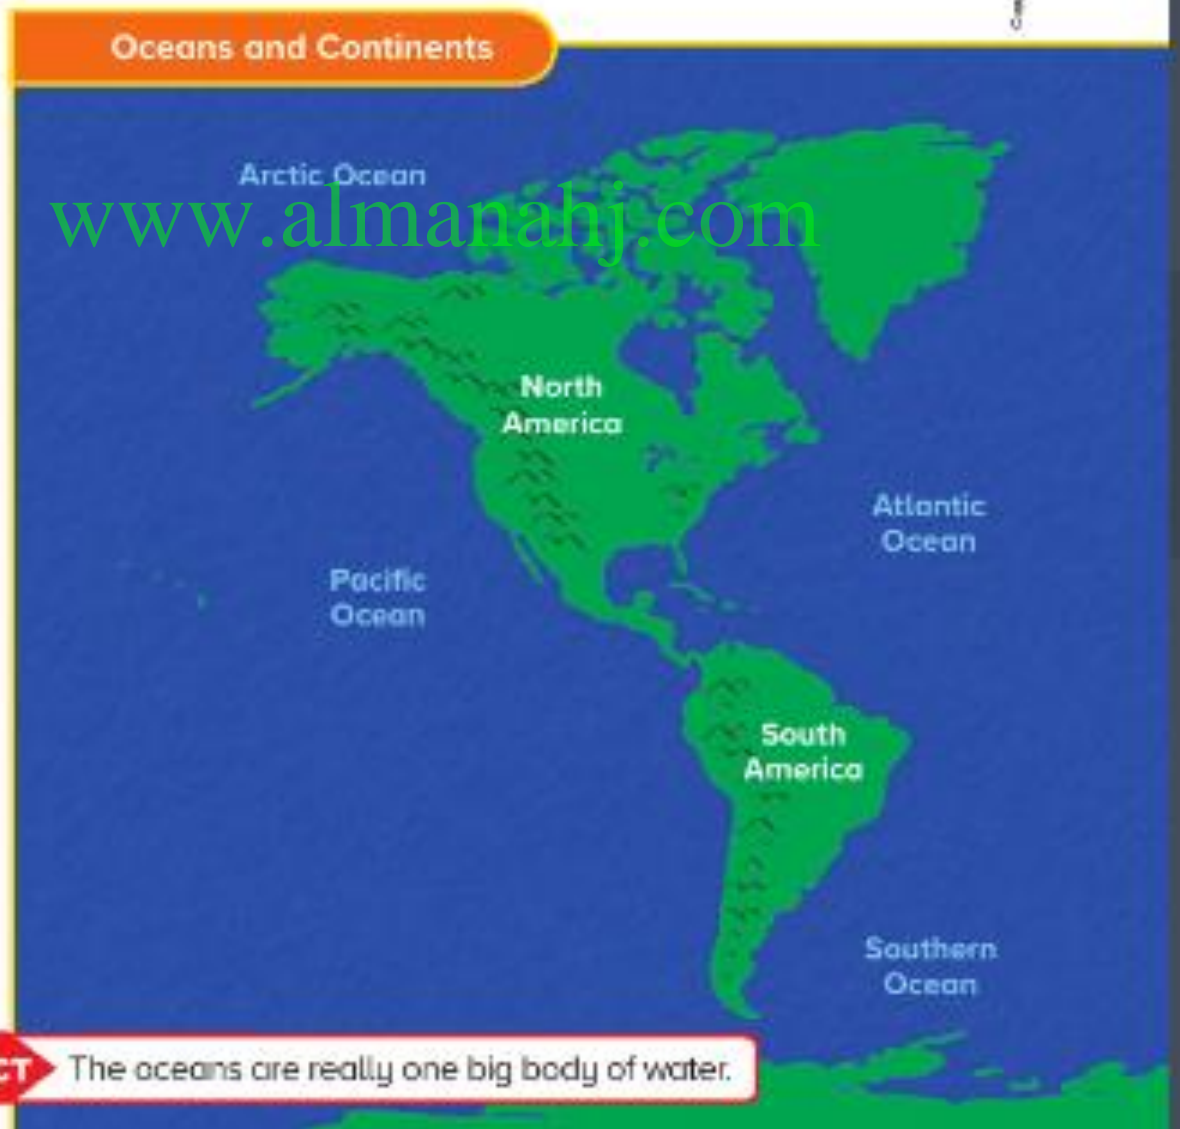 Oceans and Continents
Arctic Ocean
www.almanahj.com
North
America
Atlantic
Ocean
Pacific
Ocean
South
America
Southern
Ocean
CT
The oceans are really one big body of water.